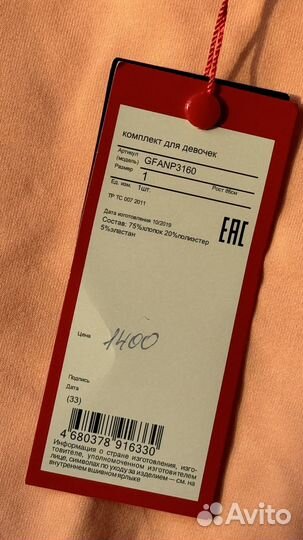 комплект для девочек
Артикул
(модель) GFANP3160
Размер 1 Рост 86см
Ед. изм. 1шт.
ТР ТС 007 2011
EAC
Дата изготовления 10/2019
Состав: 75%хлопок 20%полиэстер
5%эластан
Цена 1400
Подпись
Дата
(33)
4 680378 916330
Информация о стране изготовления, изго-
товителе, уполномоченном изготовителем
лице, символах по уходу за изделием — см. на
внутреннем вшивном ярлыке
Avito